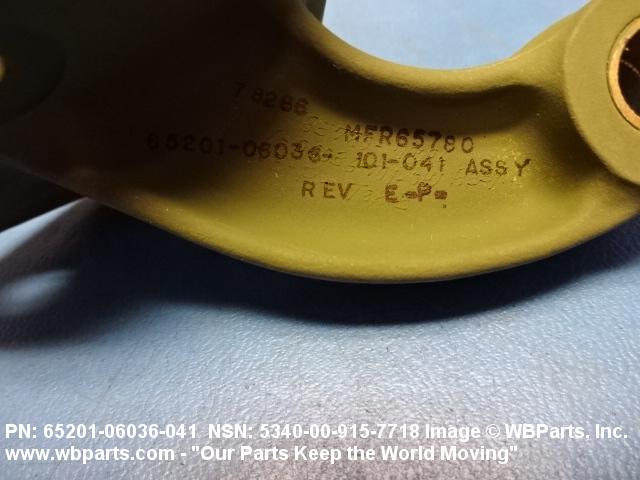 78286
MFR65780
65201-06036- 101-041 ASSY
REV E-P-
PN: 65201-06036-041 NSN: 5340-00-915-7718 Image © WBParts, Inc.
www.wbparts.com - "Our Parts Keep the World Moving"